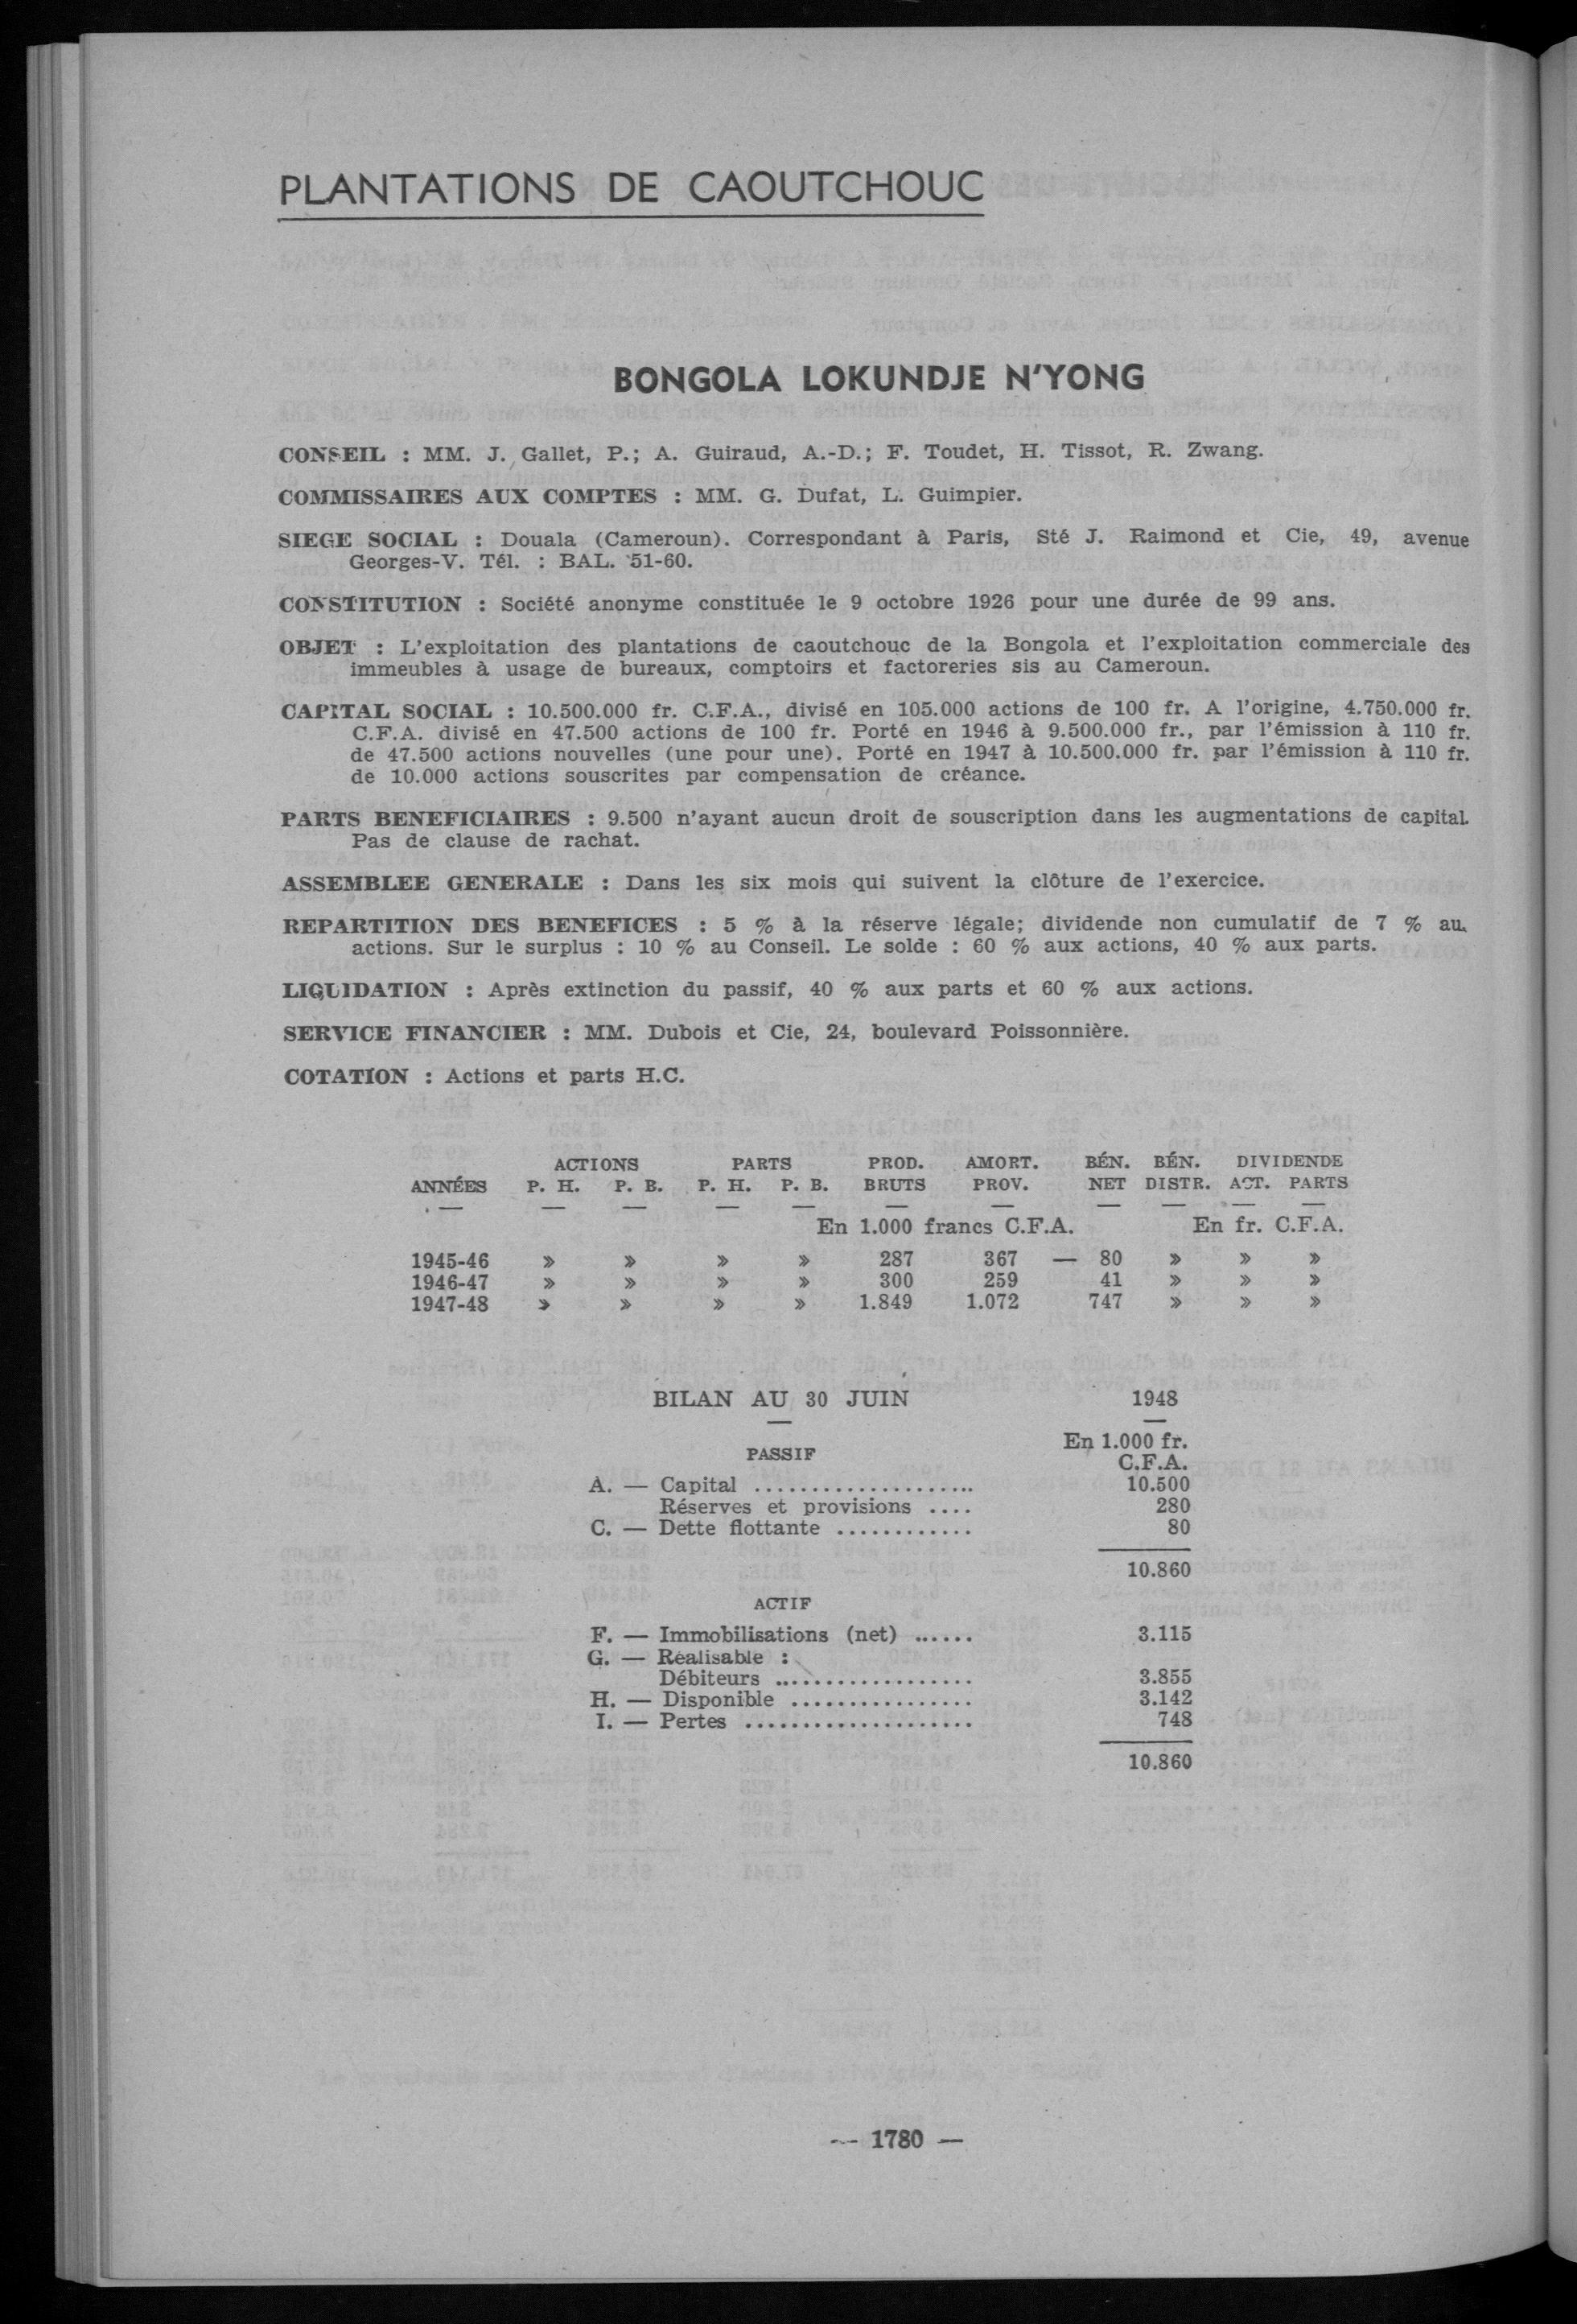 PLANTATIONS DE CAOUTCHOUC
BONGOLA LOKUNDJE N'YONG
CONSEIL : MM. J. Gallet, P.; A. Guiraud, A.-D.; F. Toudet, H. Tissot, R. Zwang.
COMMISSAIRES AUX COMPTES : MM. G. Dufat, L. Guimpier.
SIEGE SOCIAL : Douala (Cameroun). Correspondant à Paris, Sté J. Raimond et Cie, 49, avenue
Georges-V. Tél. : BAL. 51-60.
CONSTITUTION : Société anonyme constituée le 9 octobre 1926 pour une durée de 99 ans.
OBJET : L'exploitation des plantations de caoutchouc de la Bongola et l'exploitation commerciale des
immeubles à usage de bureaux, comptoirs et factoreries sis au Cameroun.
CAPITAL SOCIAL : 10.500.000 fr. C.F.A., divisé en 105.000 actions de 100 fr. A l'origine, 4.750.000 fr.
C.F.A. divisé en 47.500 actions de 100 fr. Porté en 1946 à 9.500.000 fr., par l'émission à 110 fr.
de 47.500 actions nouvelles (une pour une). Porté en 1947 à 10.500.000 fr. par l'émission à 110 fr.
de 10.000 actions souscrites par compensation de créance.
PARTS BENEFICIAIRES : 9.500 n'ayant aucun droit de souscription dans les augmentations de capital.
Pas de clause de rachat.
ASSEMBLEE GENERALE : Dans les six mois qui suivent la clôture de l'exercice.
REPARTITION DES BENEFICES : 5 % à la réserve légale; dividende non cumulatif de 7 % au
actions. Sur le surplus : 10 % au Conseil. Le solde : 60 % aux actions, 40 % aux parts.
LIQUIDATION : Après extinction du passif, 40 % aux parts et 60 % aux actions.
SERVICE FINANCIER : MM. Dubois et Cie, 24, boulevard Poissonnière.
COTATION : Actions et parts H.C.
ACTIONS PARTS PROD. AMORT. BÉN. BÉN. DIVIDENDE
ANNÉES P. H. P. B. P. H. P. B. BRUTS PROV. NET DISTR. ACT. PARTS
En 1.000 francs C.F.A. En fr. C.F.A.
1945-46 » » » » 287 367 — 80 » » »
1946-47 » » » » 300 259 41 » » »
1947-48 » » » » 1.849 1.072 747 » » »
BILAN AU 30 JUIN 1948
En 1.000 fr.
PASSIF
C.F.A.
A. — Capital .................... 10.500
Réserves et provisions .... 280
C. — Dette flottante ............ 80
10.860
ACTIF
F. — Immobilisations (net) ...... 3.115
G. — Réalisable :
Débiteurs .................. 3.855
H. — Disponible ................ 3.142
I. — Pertes .................... 748
10.860
— 1780 —